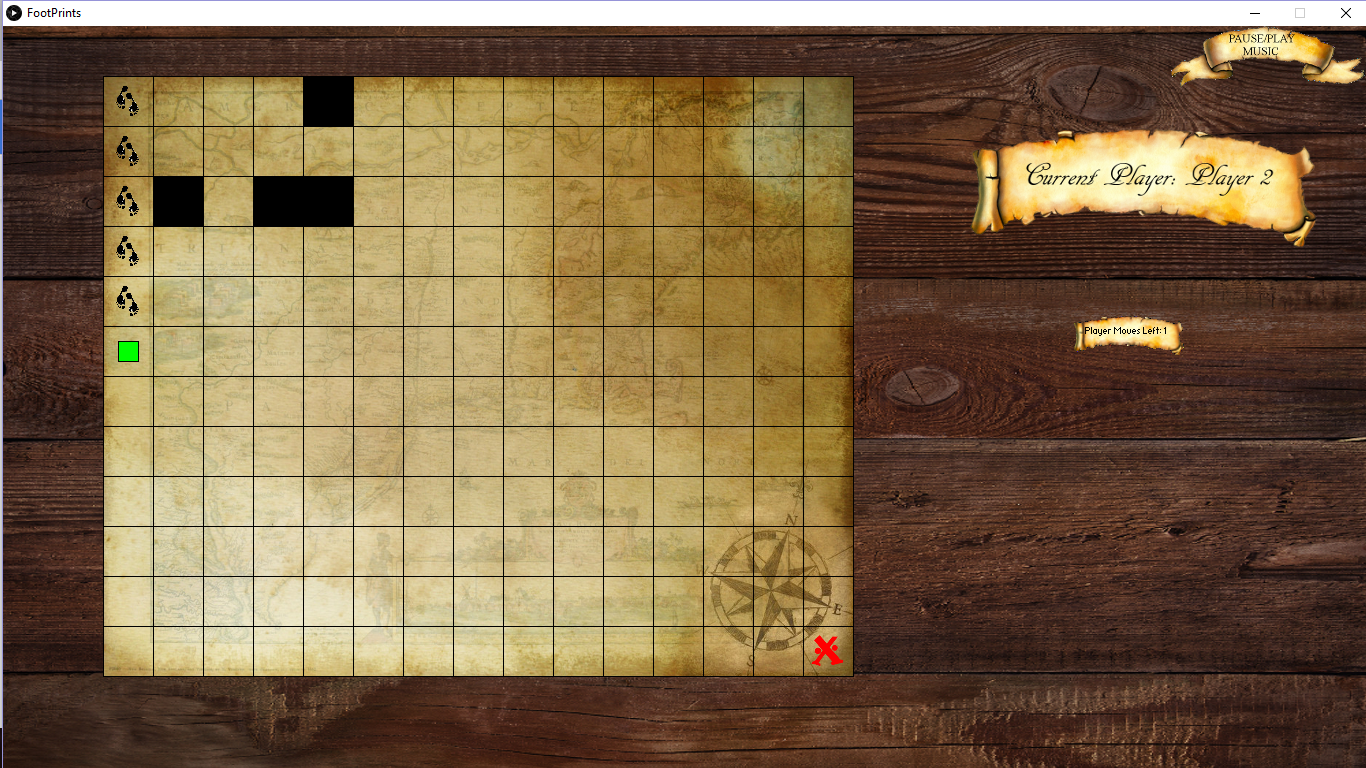 FootPrints
PAUSE/PLAY
MUSIC
Current Player: Player 2
Player Moves Left: 1
N
E
S